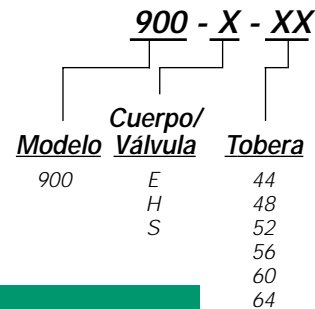 900 - X - XX
Cuerpo/
Modelo Válvula Tobera
900 E 44
H 48
S 52
56
60
64